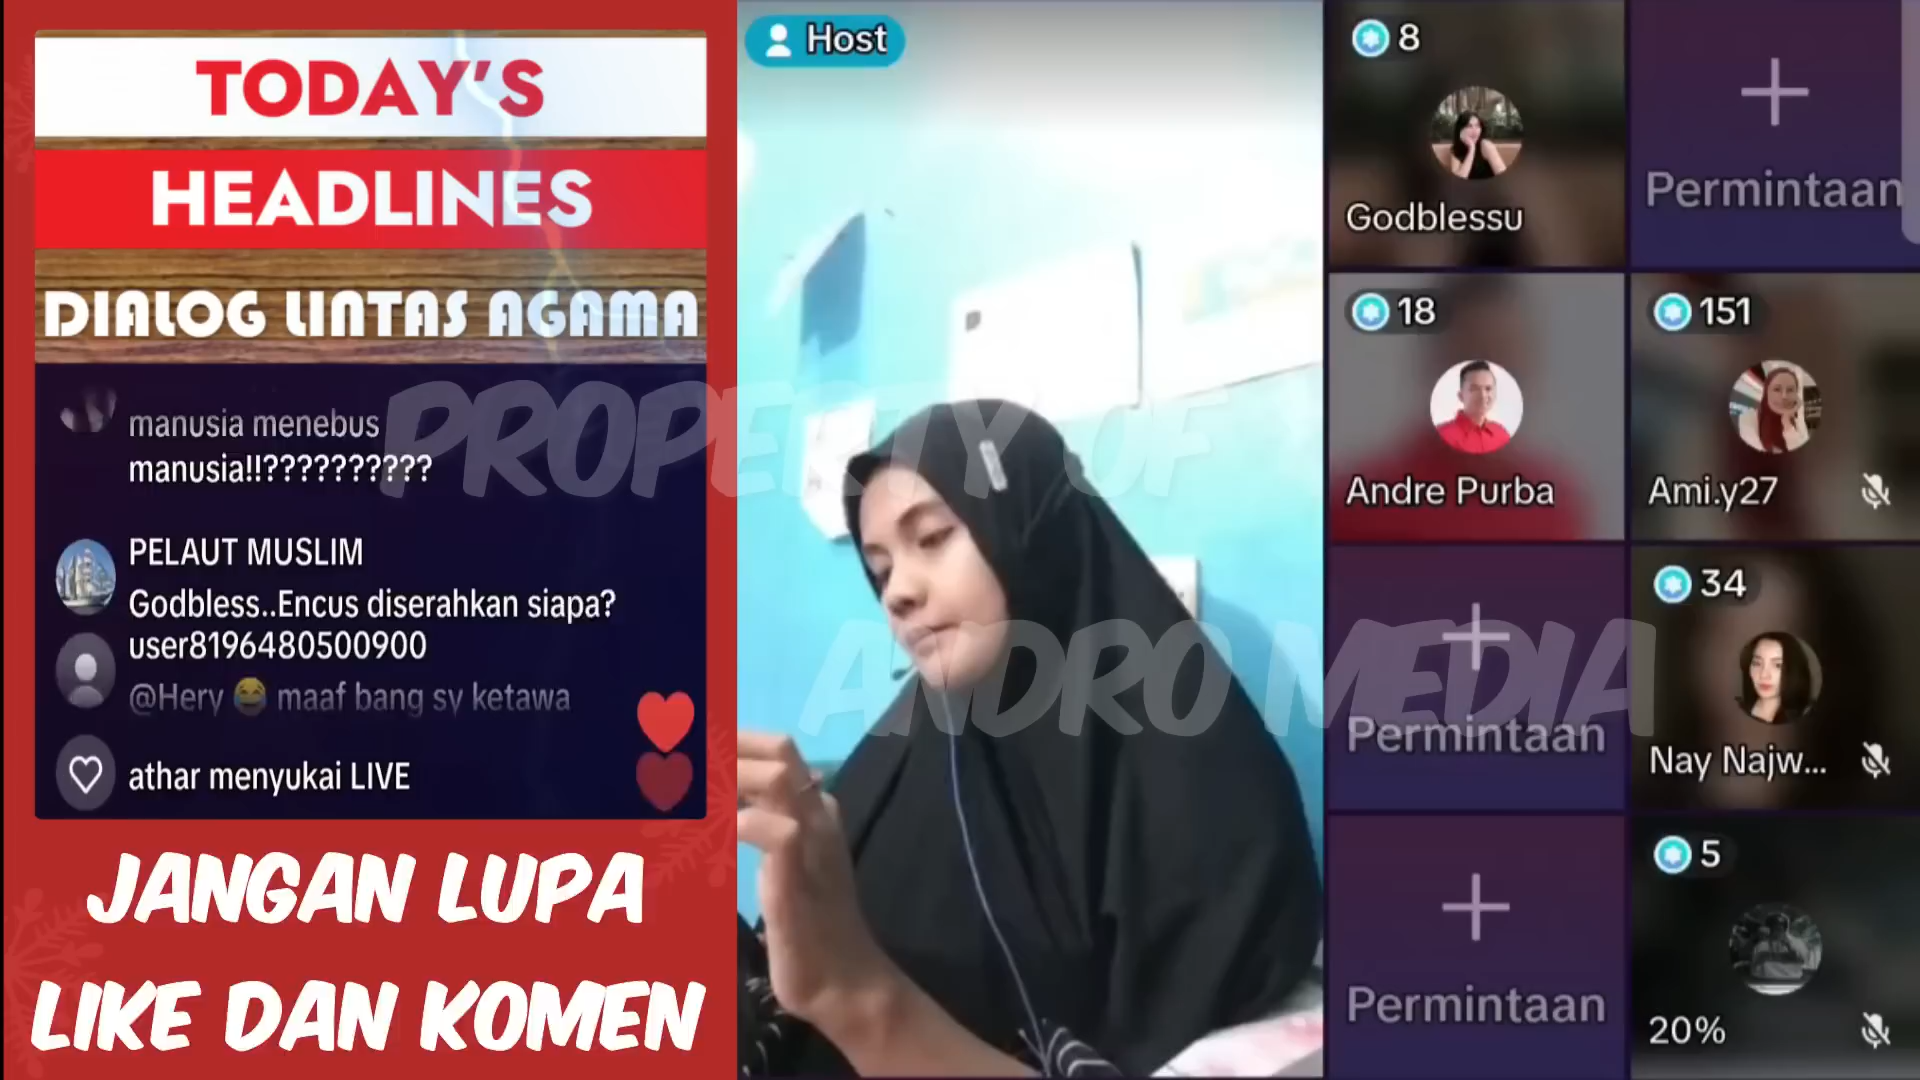 TODAY'S
HEADLINES
DIALOG LINTAS AGAMA
manusia menebus
manusia!!??????????
PELAUT MUSLIM
Godbless..Encus diserahkan siapa?
user8196480500900
@Hery 😂 maaf bang sy ketawa
athar menyukai LIVE
JANGAN LUPA
LIKE DAN KOMEN
PROPERTY OF
ANDRO MEDIA
Host
8
Godblessu
Permintaan
18
Andre Purba
151
Ami.y27
Permintaan
34
Nay Najw...
Permintaan
5
20%